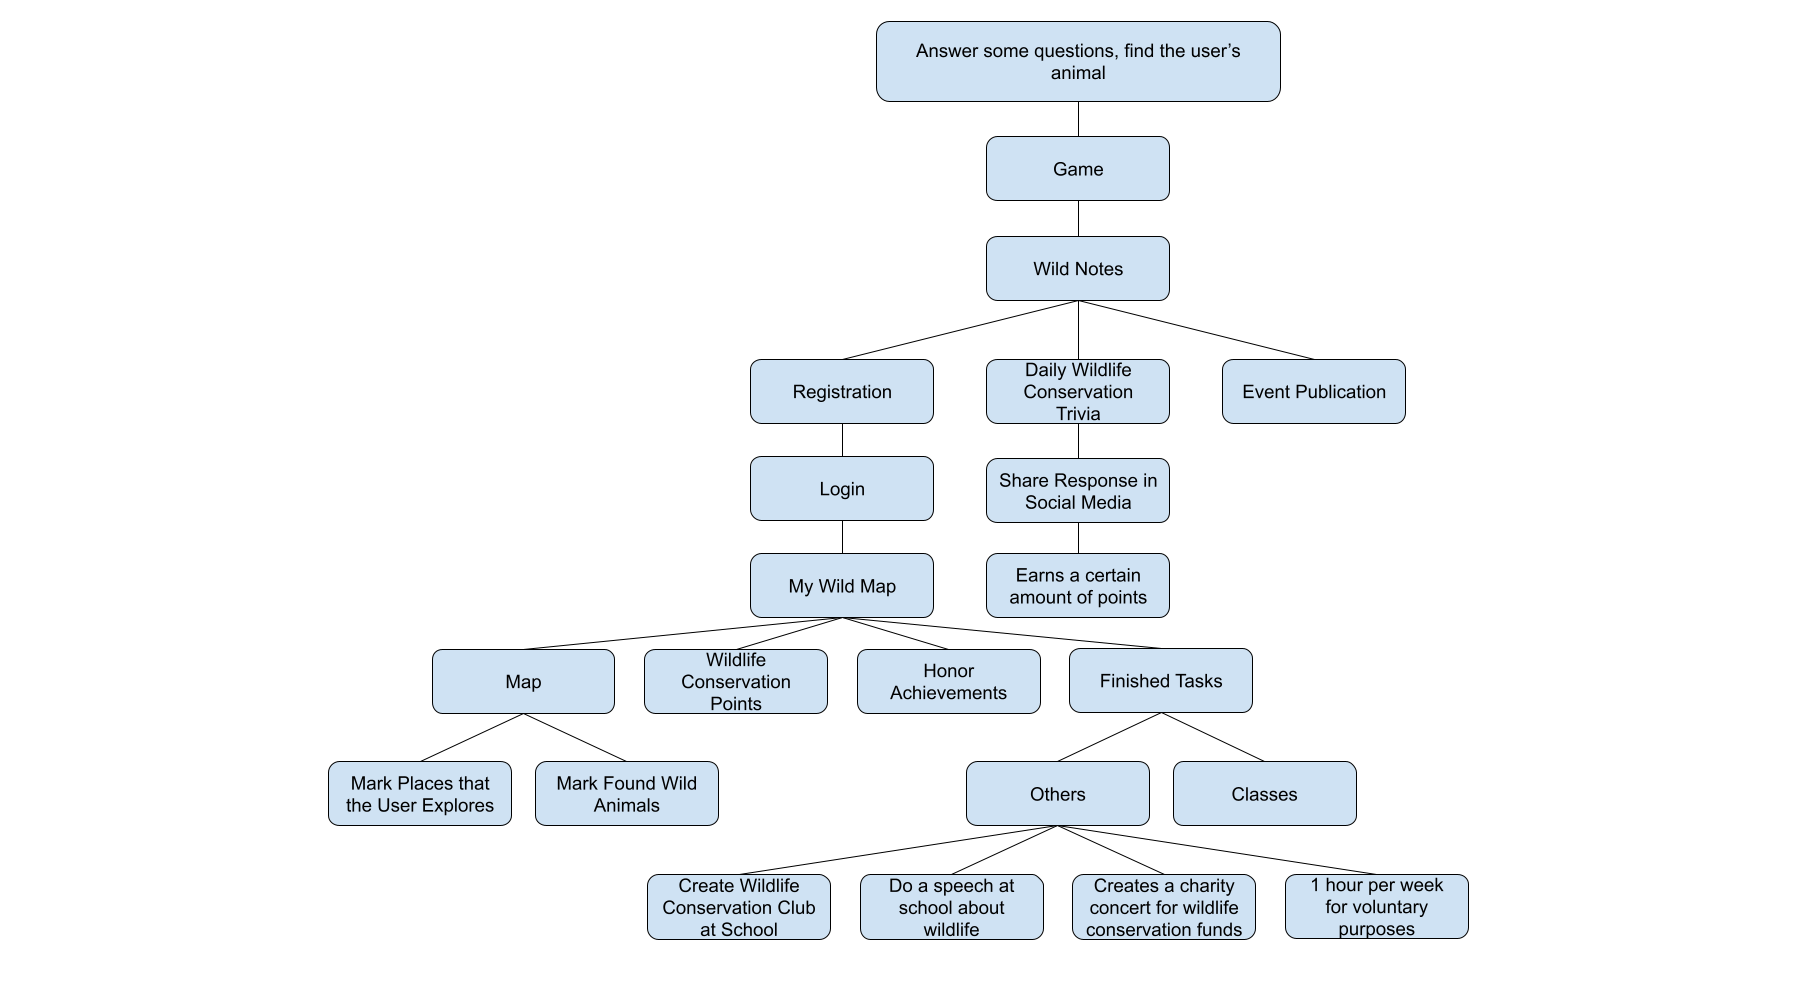 Answer some questions, find the user’s
animal
Game
Wild Notes
Registration
Daily Wildlife
Conservation
Trivia
Event Publication
Login
Share Response in
Social Media
My Wild Map
Earns a certain
amount of points
Map
Wildlife
Conservation
Points
Honor
Achievements
Finished Tasks
Mark Places that
the User Explores
Mark Found Wild
Animals
Others
Classes
Create Wildlife
Conservation Club
at School
Do a speech at
school about
wildlife
Creates a charity
concert for wildlife
conservation funds
1 hour per week
for voluntary
purposes